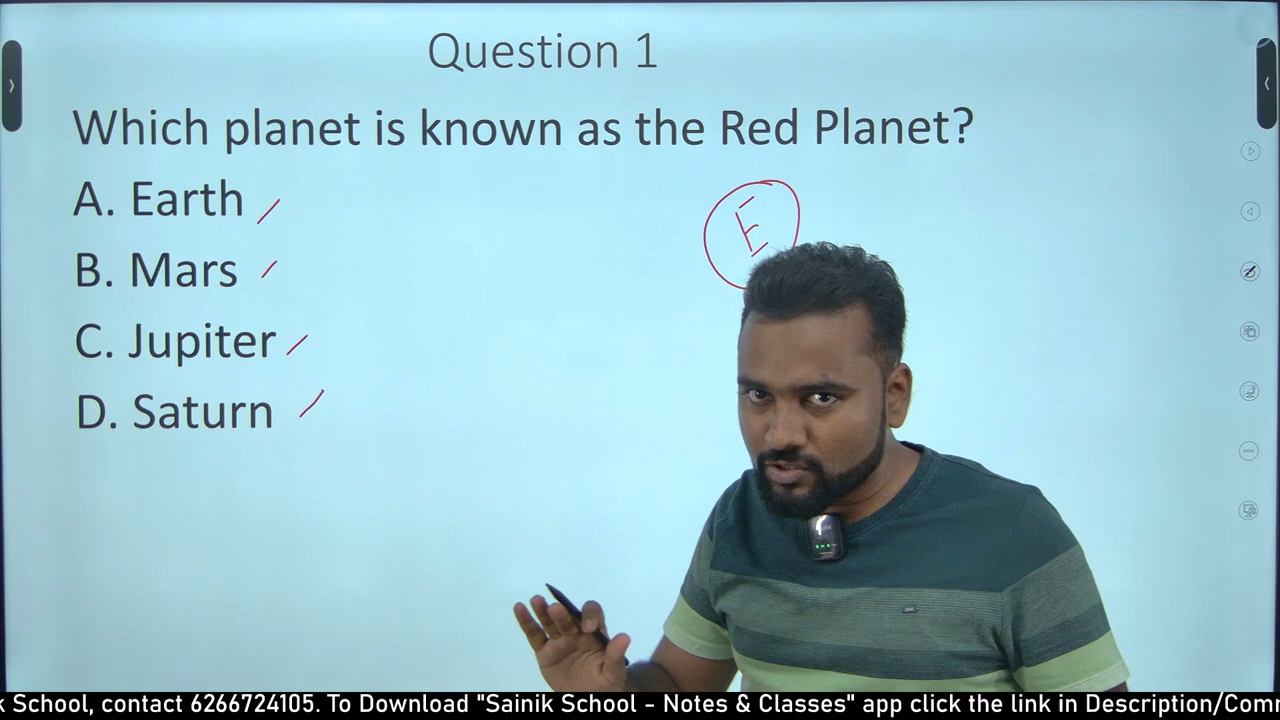 Question 1
Which planet is known as the Red Planet?
A. Earth
B. Mars
C. Jupiter
D. Saturn
E
k School, contact 6266724105. To Download "Sainik School - Notes & Classes" app click the link in Description/Com